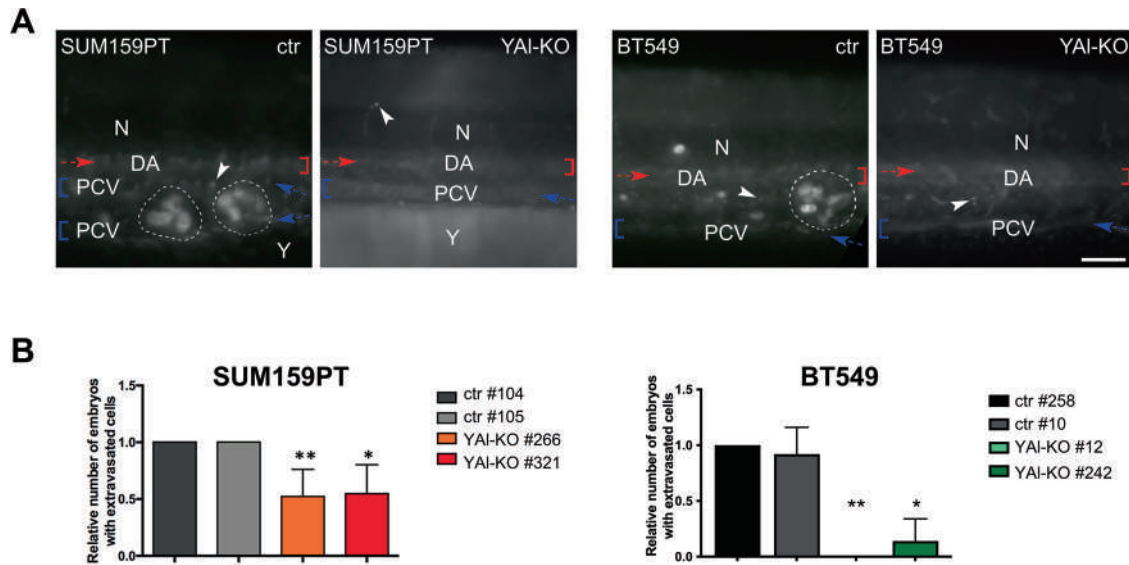 A
SUM159PT ctr
N
DA
PCV
PCV
Y
SUM159PT YAI-KO
N
DA
PCV
Y
BT549 ctr
N
DA
PCV
BT549 YAI-KO
N
DA
PCV
B
SUM159PT
Relative number of embryos
with extravasated cells
1.5
1.0
0.5
0.0
**
*
ctr #104
ctr #105
YAI-KO #266
YAI-KO #321
BT549
Relative number of embryos
with extravasated cells
1.5
1.0
0.5
0.0
**
*
ctr #258
ctr #10
YAI-KO #12
YAI-KO #242